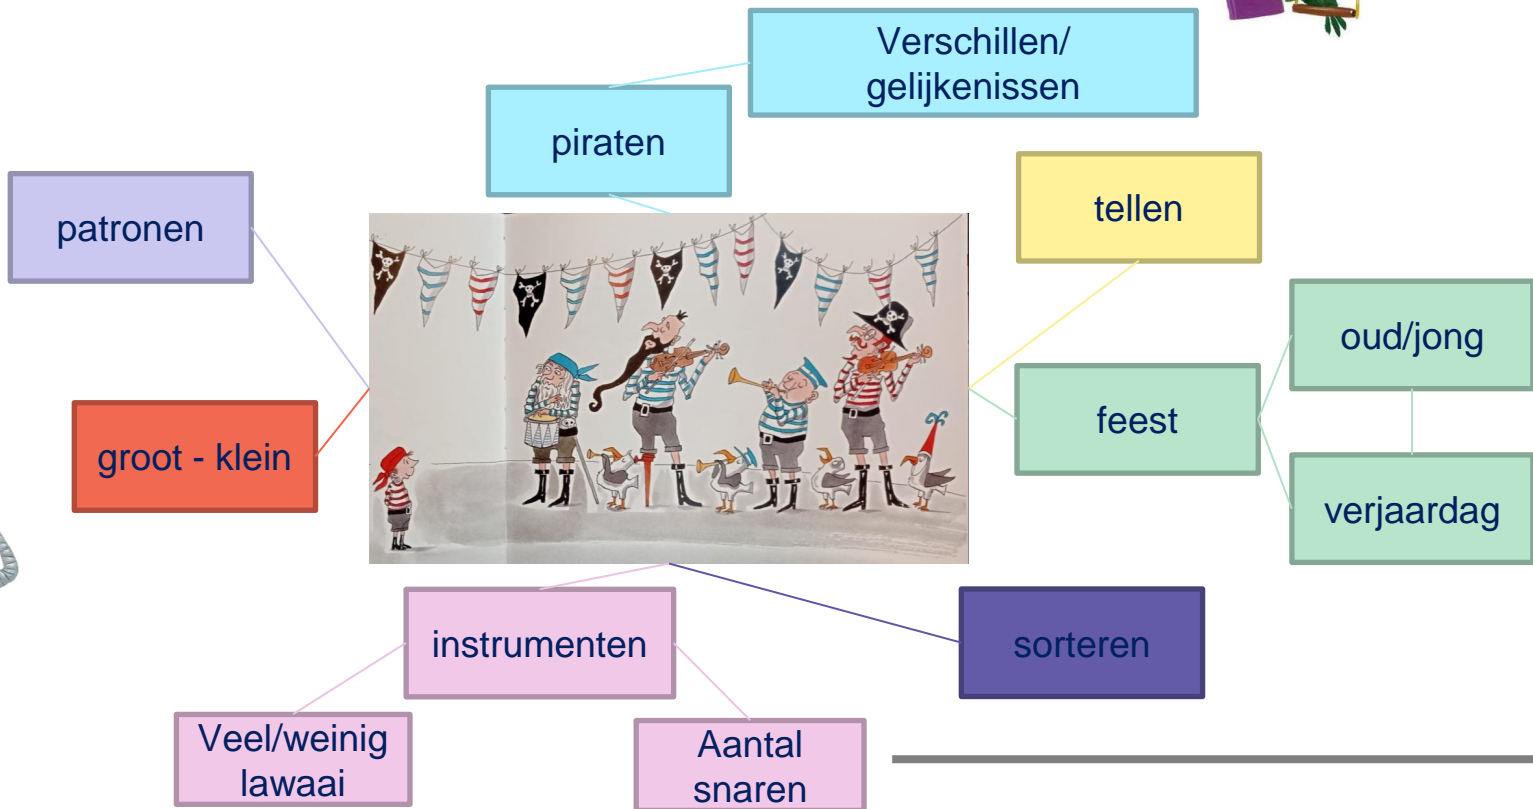 Verschillen/
gelijkenissen
piraten
patronen
tellen
oud/jong
feest
groot - klein
verjaardag
instrumenten
sorteren
Veel/weinig
lawaai
Aantal
snaren